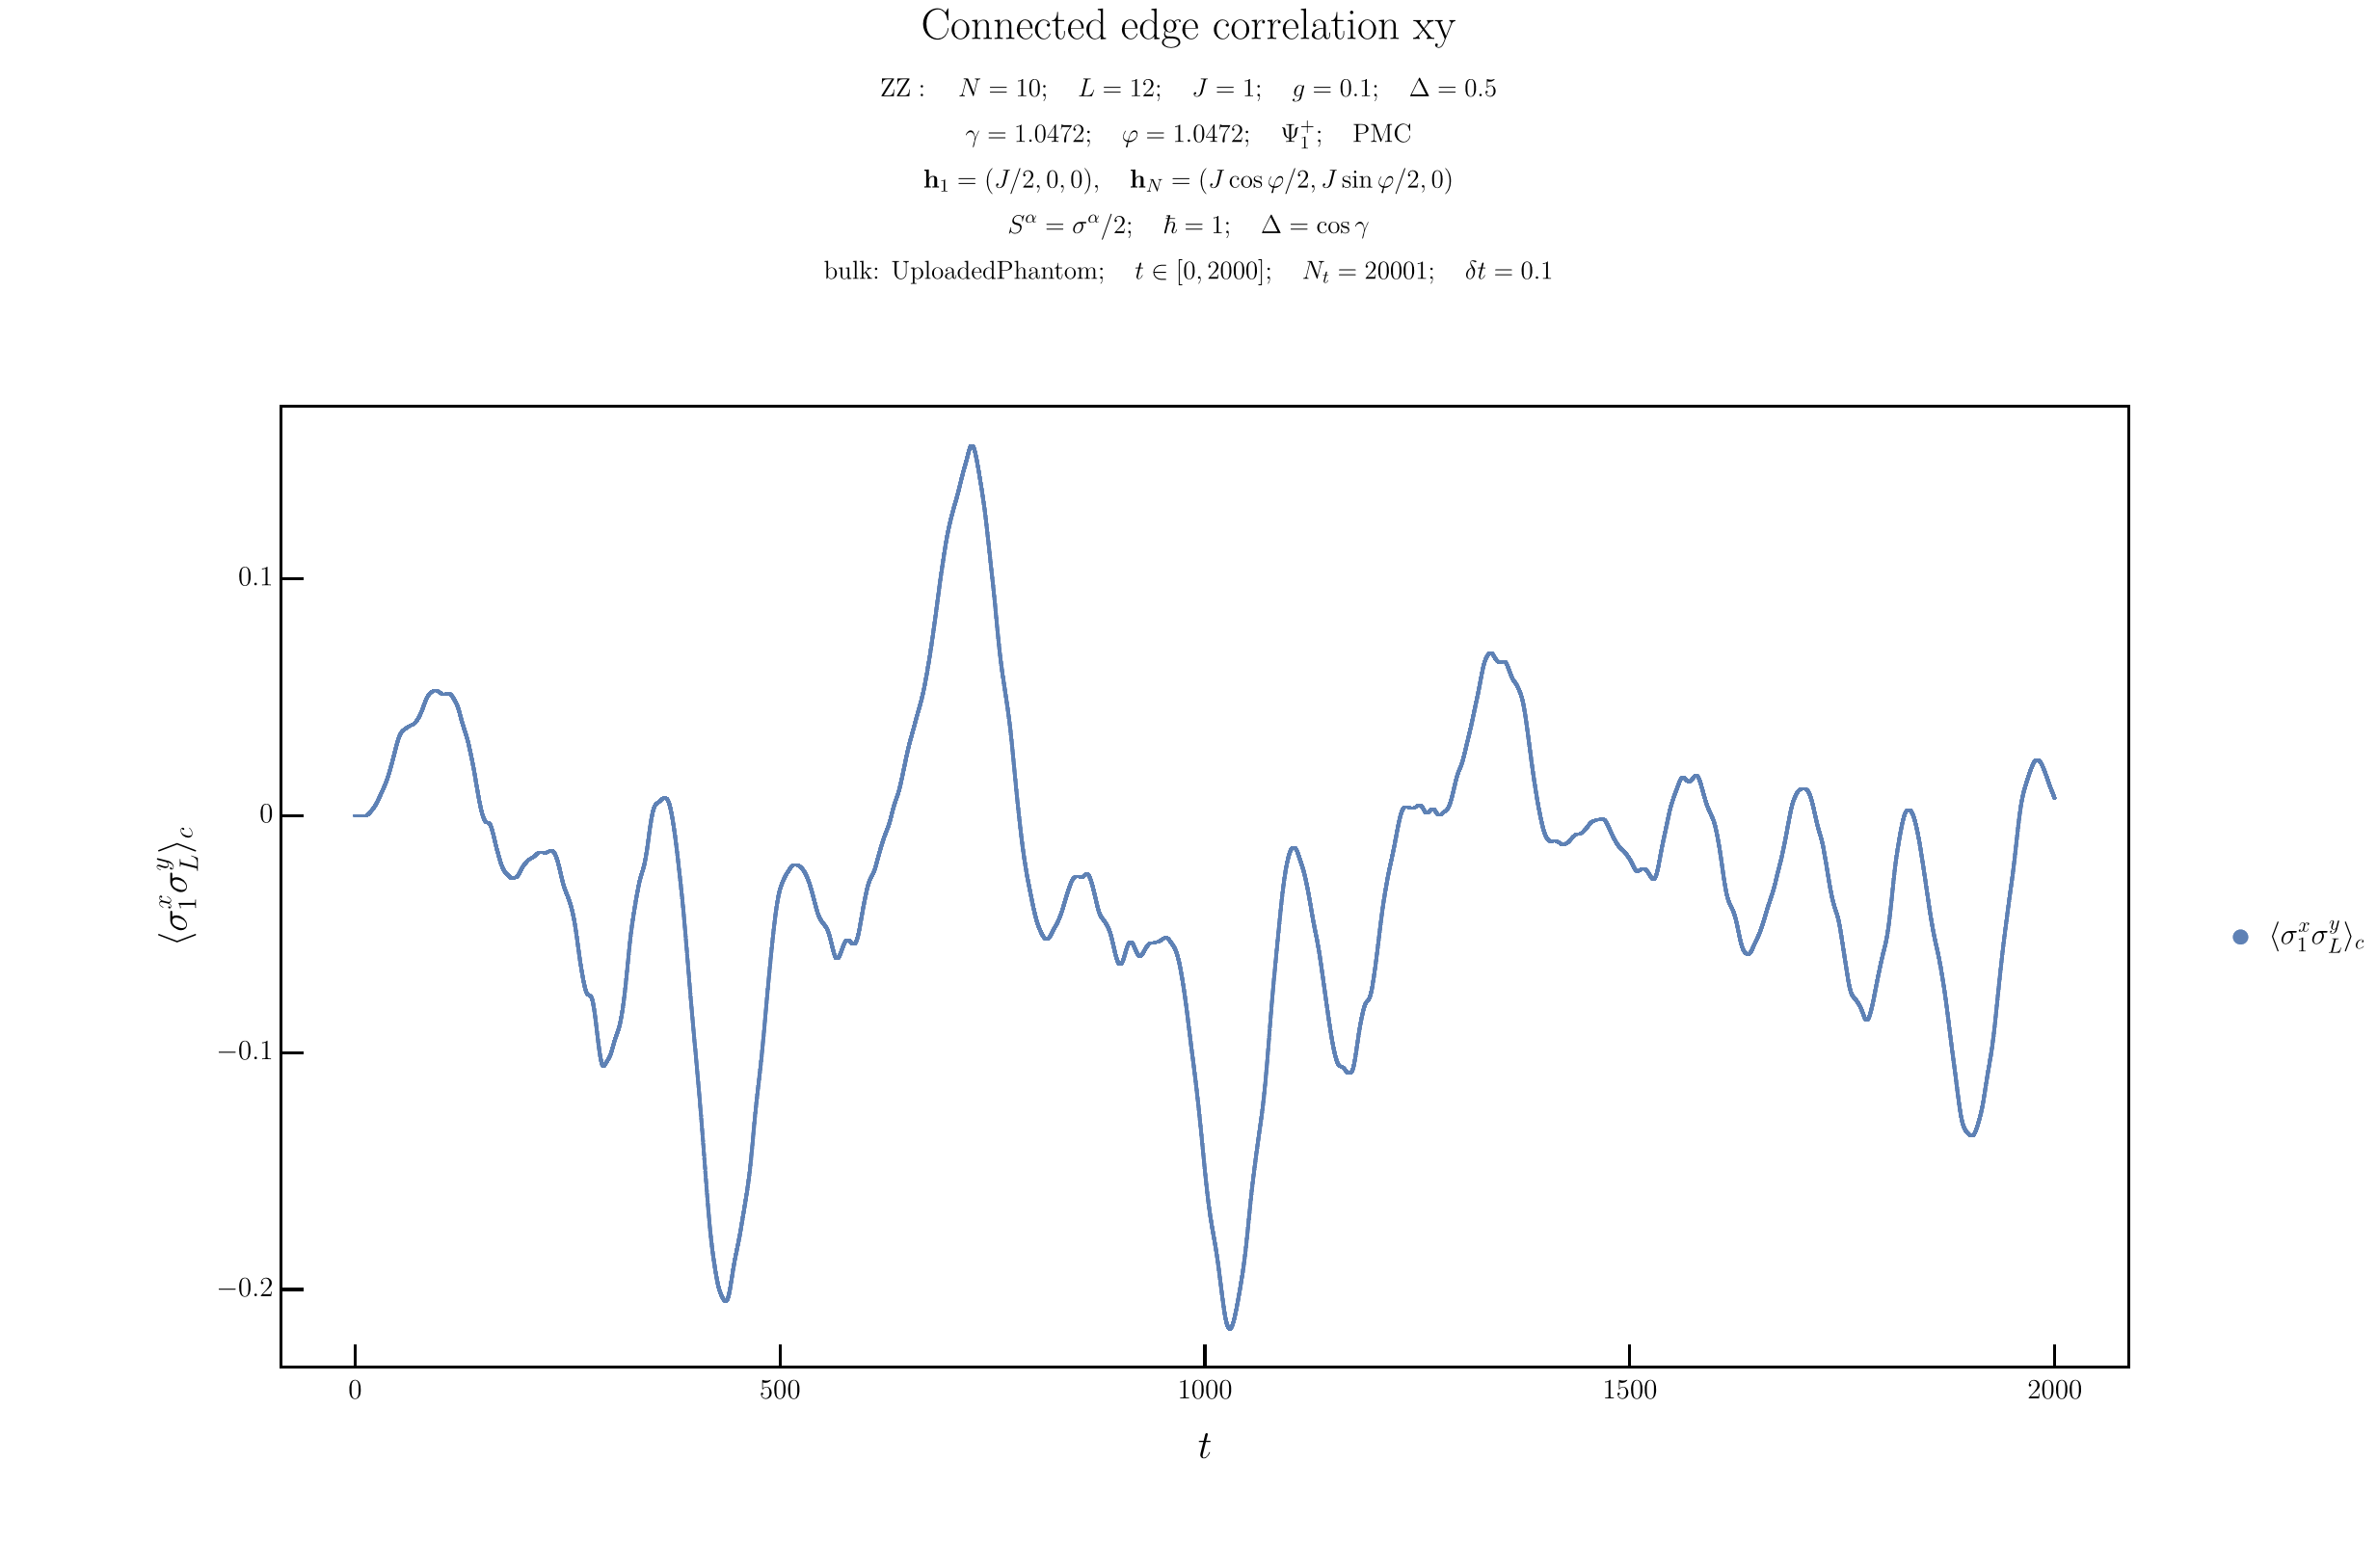 Connected edge correlation xy
ZZ : N = 10; L = 12; J = 1; g = 0.1; Δ = 0.5
γ = 1.0472; φ = 1.0472; Ψ₁⁺; PMC
h₁ = (J/2, 0, 0), h_N = (J cos φ/2, J sin φ/2, 0)
S^α = σ^α/2; ℏ = 1; Δ = cos γ
bulk: UploadedPhantom; t ∈ [0, 2000]; N_t = 20001; δt = 0.1
0.1
0
−0.1
−0.2
⟨σ₁^x σ_L^y⟩_c
⟨σ₁^x σ_L^y⟩_c
0 500 1000 1500 2000
t